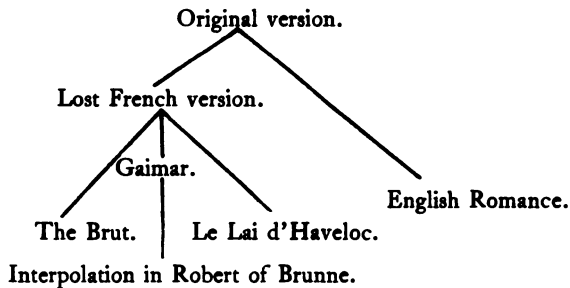 Original version.
Lost French version.
Gaimar.
English Romance.
The Brut. Le Lai d'Haveloc.
Interpolation in Robert of Brunne.